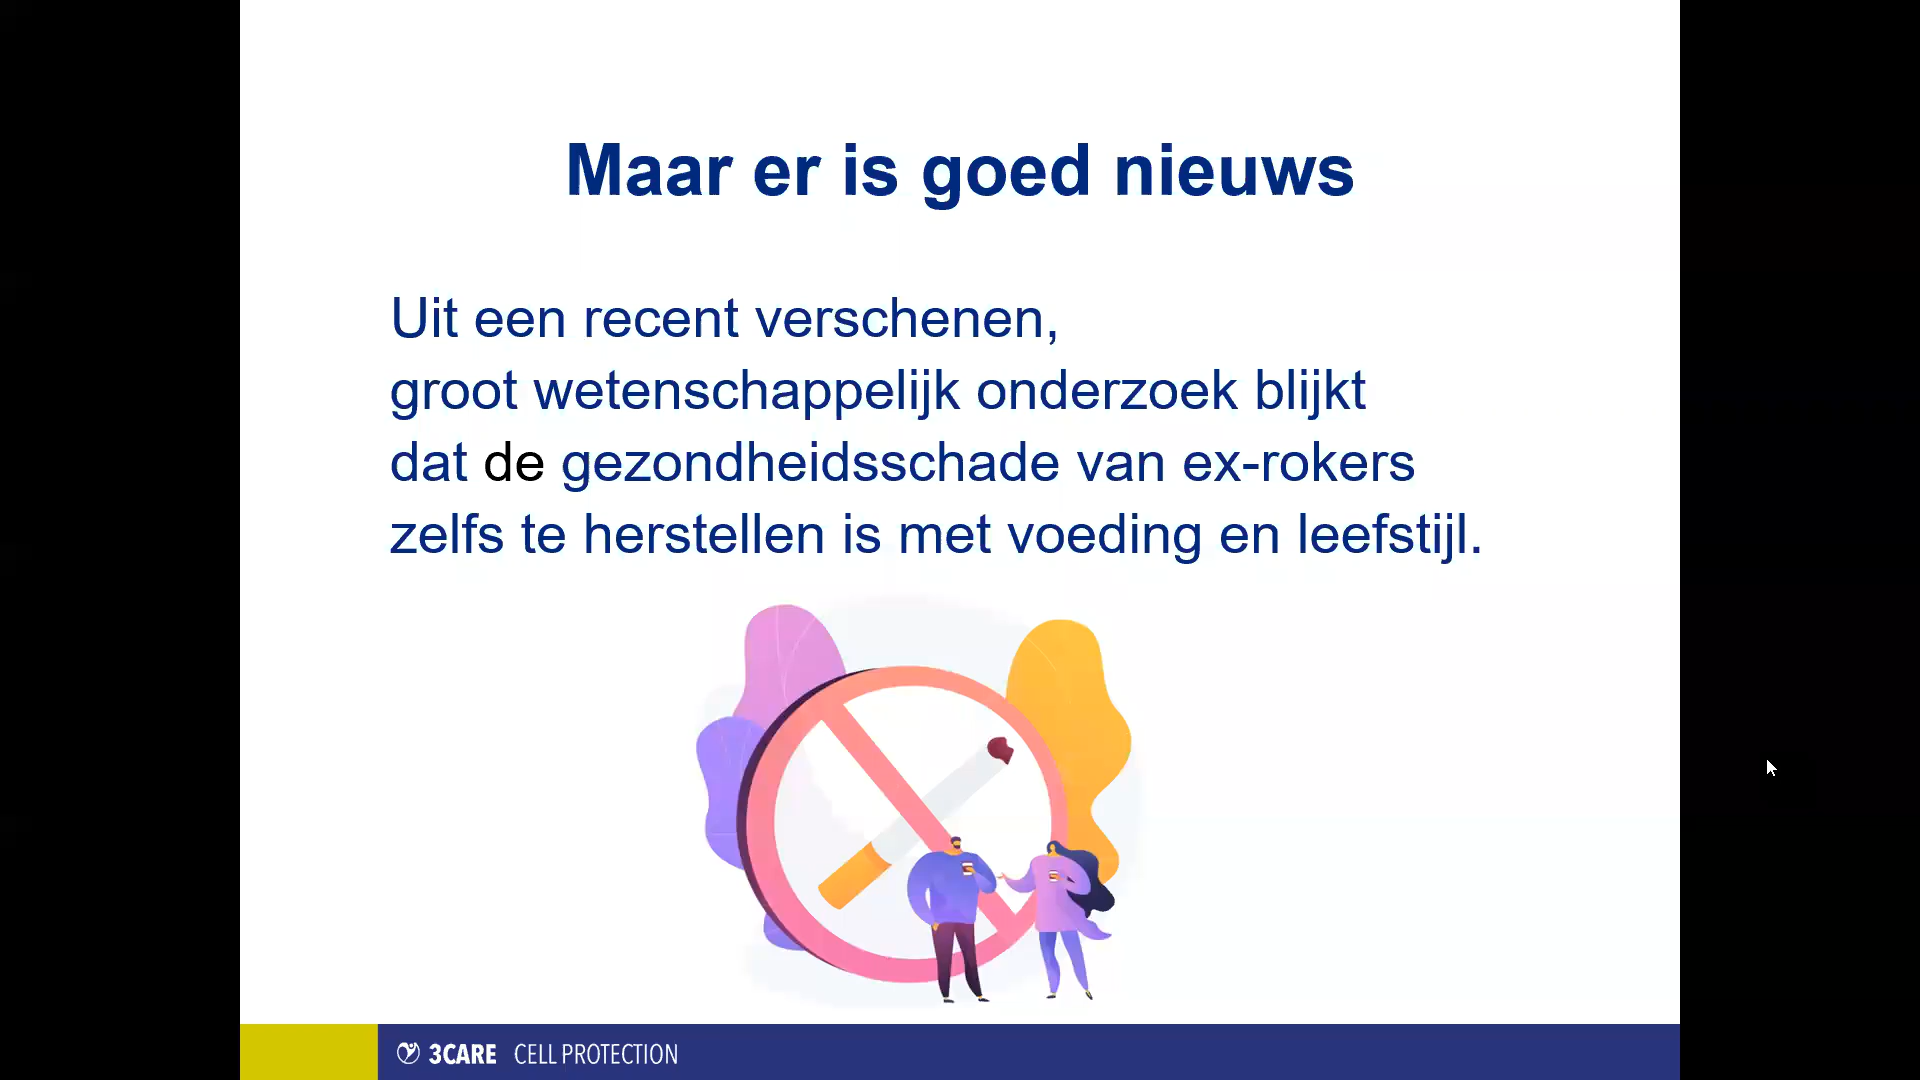 Maar er is goed nieuws
Uit een recent verschenen,
groot wetenschappelijk onderzoek blijkt
dat de gezondheidsschade van ex-rokers
zelfs te herstellen is met voeding en leefstijl.
3CARE CELL PROTECTION